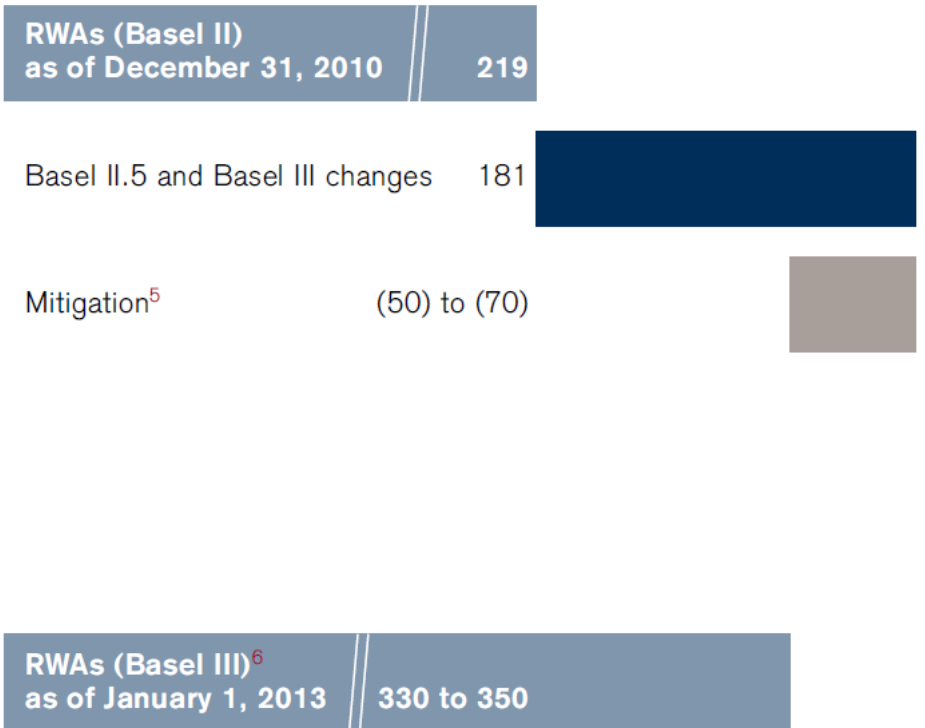 RWAs (Basel II)
as of December 31, 2010 219
Basel II.5 and Basel III changes 181
Mitigation5 (50) to (70)
RWAs (Basel III)6
as of January 1, 2013 330 to 350